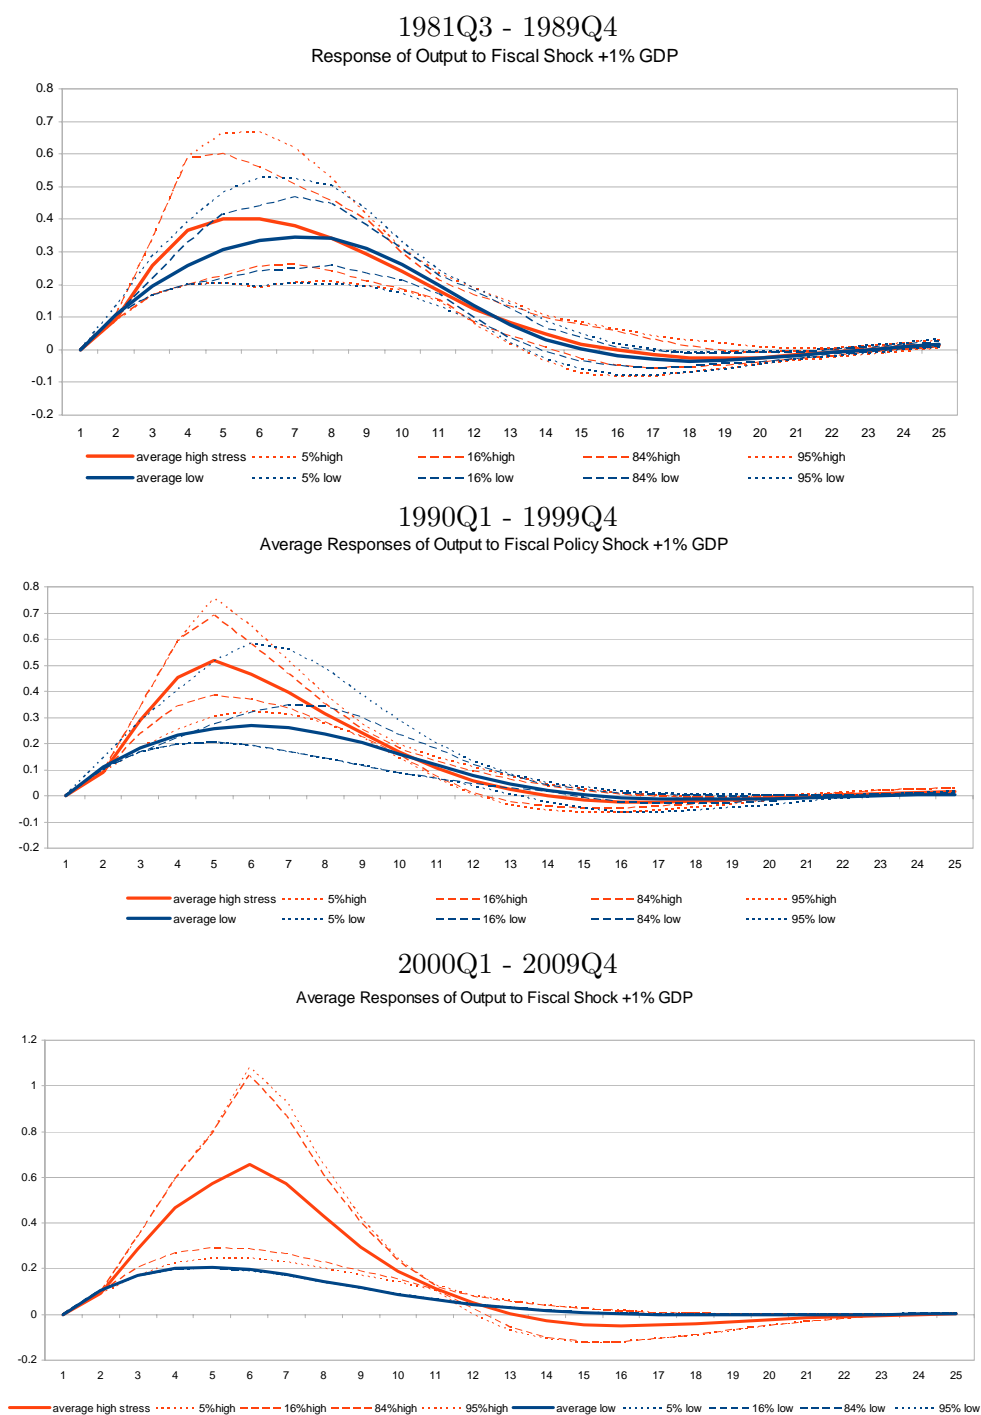 1981Q3 - 1989Q4
Response of Output to Fiscal Shock +1% GDP
0.8
0.7
0.6
0.5
0.4
0.3
0.2
0.1
0
-0.1
-0.2
1 2 3 4 5 6 7 8 9 10 11 12 13 14 15 16 17 18 19 20 21 22 23 24 25
average high stress 5%high 16%high 84%high 95%high
average low 5% low 16% low 84% low 95% low
1990Q1 - 1999Q4
Average Responses of Output to Fiscal Policy Shock +1% GDP
0.8
0.7
0.6
0.5
0.4
0.3
0.2
0.1
0
-0.1
-0.2
1 2 3 4 5 6 7 8 9 10 11 12 13 14 15 16 17 18 19 20 21 22 23 24 25
average high stress 5%high 16%high 84%high 95%high
average low 5% low 16% low 84% low 95% low
2000Q1 - 2009Q4
Average Responses of Output to Fiscal Shock +1% GDP
1.2
1
0.8
0.6
0.4
0.2
0
-0.2
1 2 3 4 5 6 7 8 9 10 11 12 13 14 15 16 17 18 19 20 21 22 23 24 25
average high stress 5%high 16%high 84%high 95%high average low 5% low 16% low 84% low 95% low